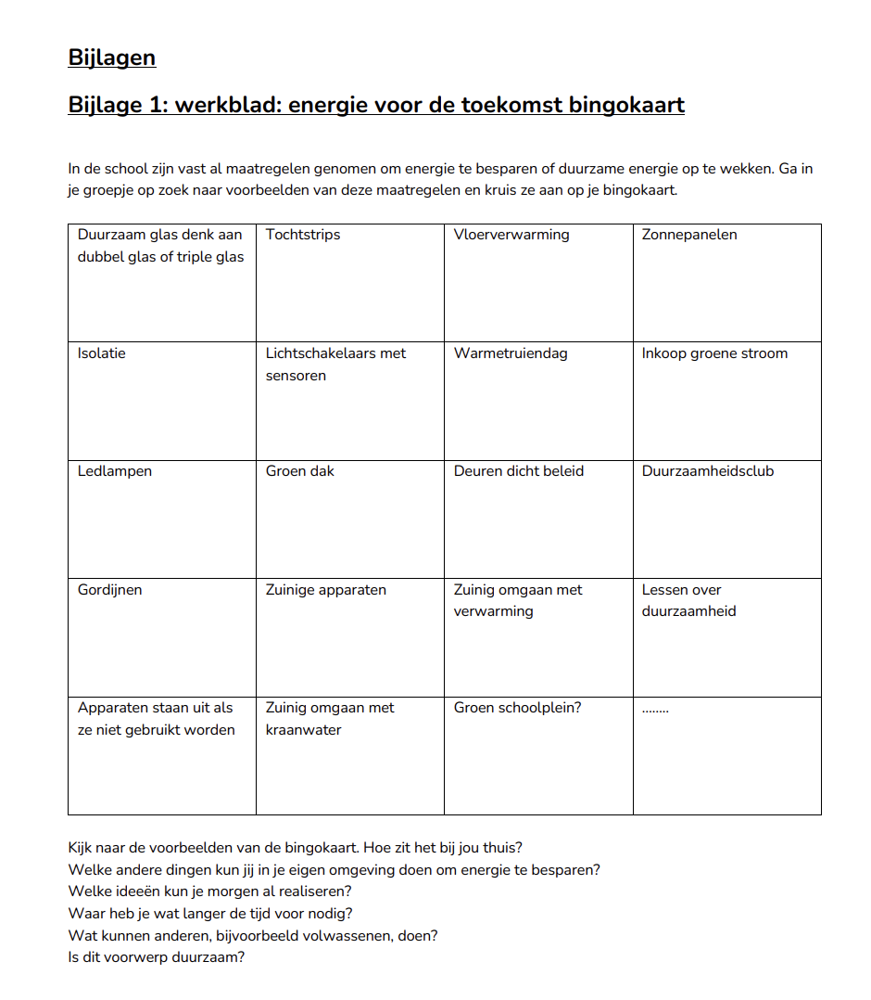 Bijlagen
Bijlage 1: werkblad: energie voor de toekomst bingokaart
In de school zijn vast al maatregelen genomen om energie te besparen of duurzame energie op te wekken. Ga in
je groepje op zoek naar voorbeelden van deze maatregelen en kruis ze aan op je bingokaart.
Duurzaam glas denk aan
dubbel glas of triple glas
Tochtstrips
Vloerverwarming
Zonnepanelen
Isolatie
Lichtschakelaars met
sensoren
Warmetruiendag
Inkoop groene stroom
Ledlampen
Groen dak
Deuren dicht beleid
Duurzaamheidsclub
Gordijnen
Zuinige apparaten
Zuinig omgaan met
verwarming
Lessen over
duurzaamheid
Apparaten staan uit als
ze niet gebruikt worden
Zuinig omgaan met
kraanwater
Groen schoolplein?
........
Kijk naar de voorbeelden van de bingokaart. Hoe zit het bij jou thuis?
Welke andere dingen kun jij in je eigen omgeving doen om energie te besparen?
Welke ideeën kun je morgen al realiseren?
Waar heb je wat langer de tijd voor nodig?
Wat kunnen anderen, bijvoorbeeld volwassenen, doen?
Is dit voorwerp duurzaam?